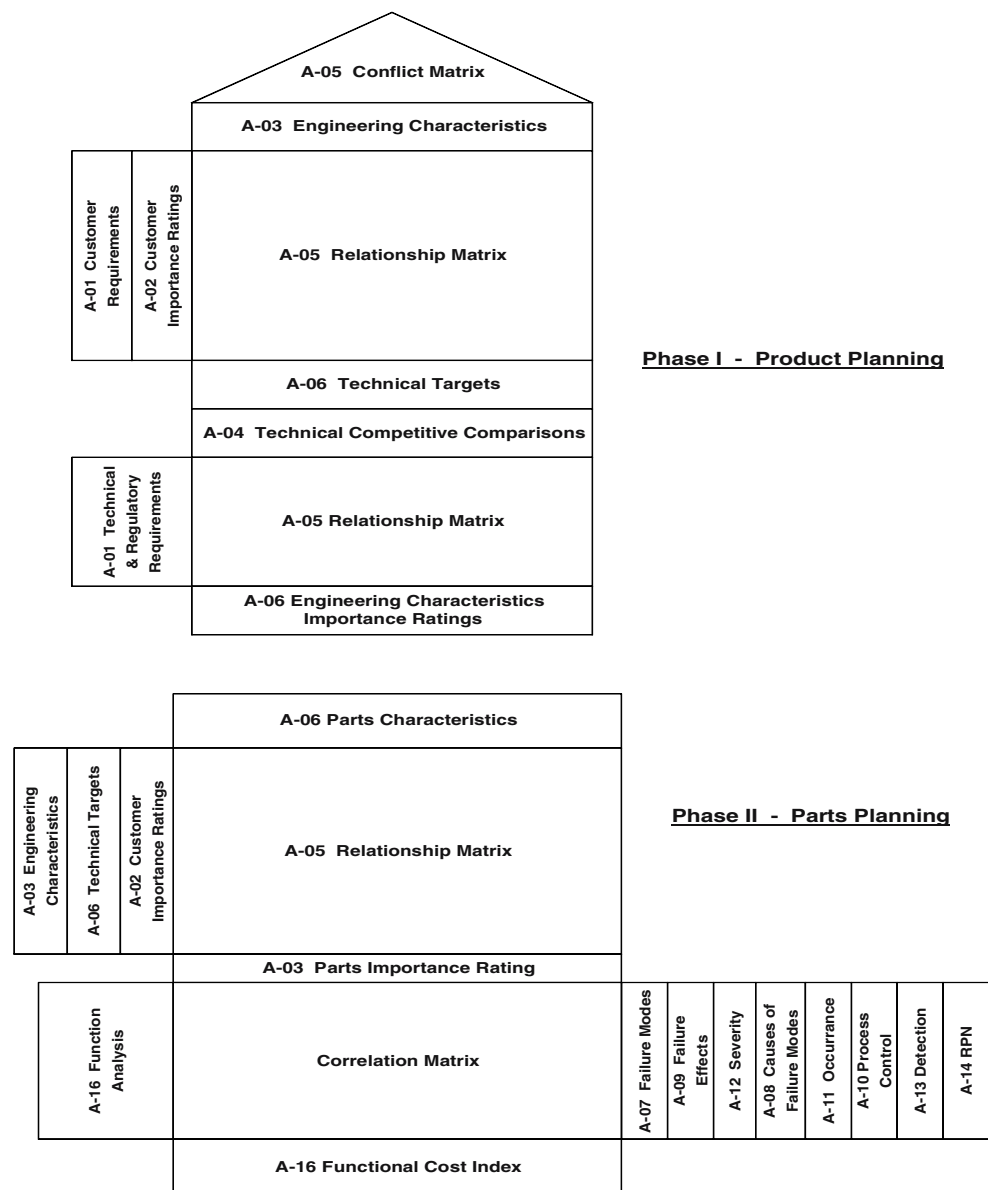 A-05 Conflict Matrix
A-03 Engineering Characteristics
A-01 Customer
Requirements
A-02 Customer
Importance Ratings
A-05 Relationship Matrix
Phase I - Product Planning
A-06 Technical Targets
A-04 Technical Competitive Comparisons
A-01 Technical
& Regulatory
Requirements
A-05 Relationship Matrix
A-06 Engineering Characteristics
Importance Ratings
A-06 Parts Characteristics
A-03 Engineering
Characteristics
A-06 Technical Targets
A-02 Customer
Importance Ratings
A-05 Relationship Matrix
Phase II - Parts Planning
A-03 Parts Importance Rating
A-16 Function
Analysis
Correlation Matrix
A-07 Failure Modes
A-09 Failure
Effects
A-12 Severity
A-08 Causes of
Failure Modes
A-11 Occurrance
A-10 Process
Control
A-13 Detection
A-14 RPN
A-16 Functional Cost Index